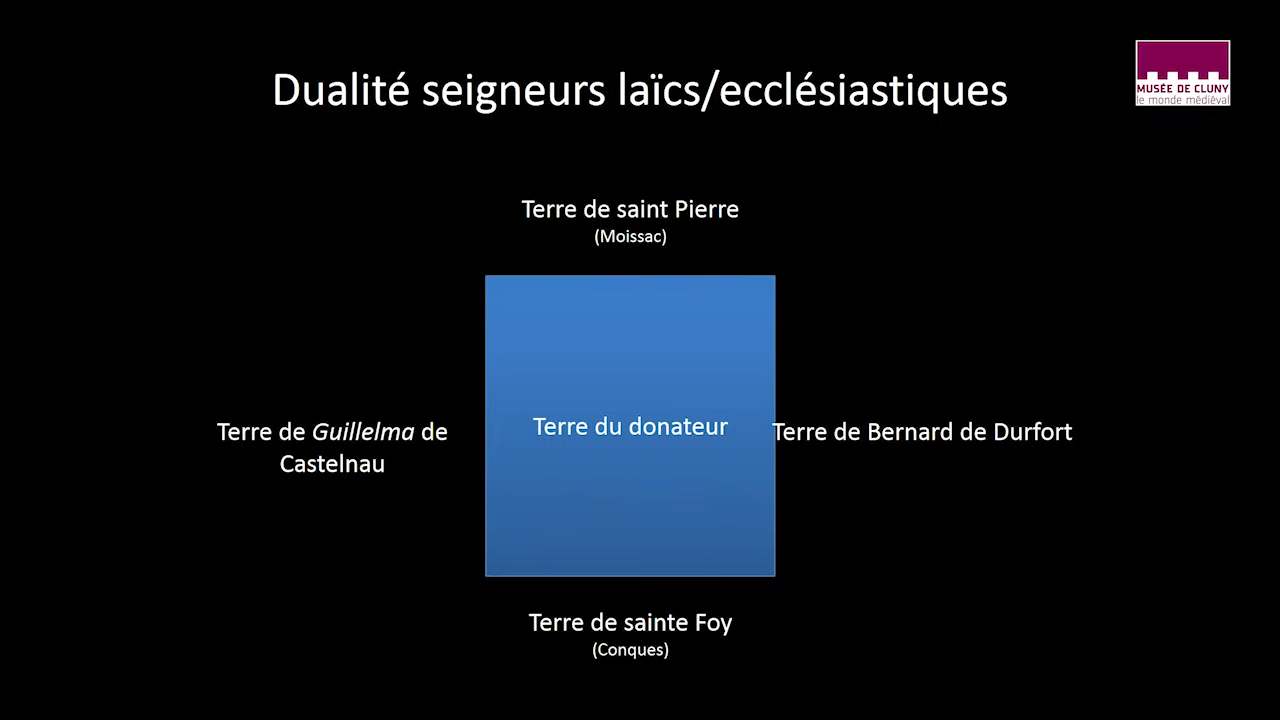 Dualité seigneurs laïcs/ecclésiastiques
MUSÉE DE CLUNY
le monde médiéval
Terre de saint Pierre
(Moissac)
Terre de Guillelma de
Castelnau
Terre du donateur
Terre de Bernard de Durfort
Terre de sainte Foy
(Conques)